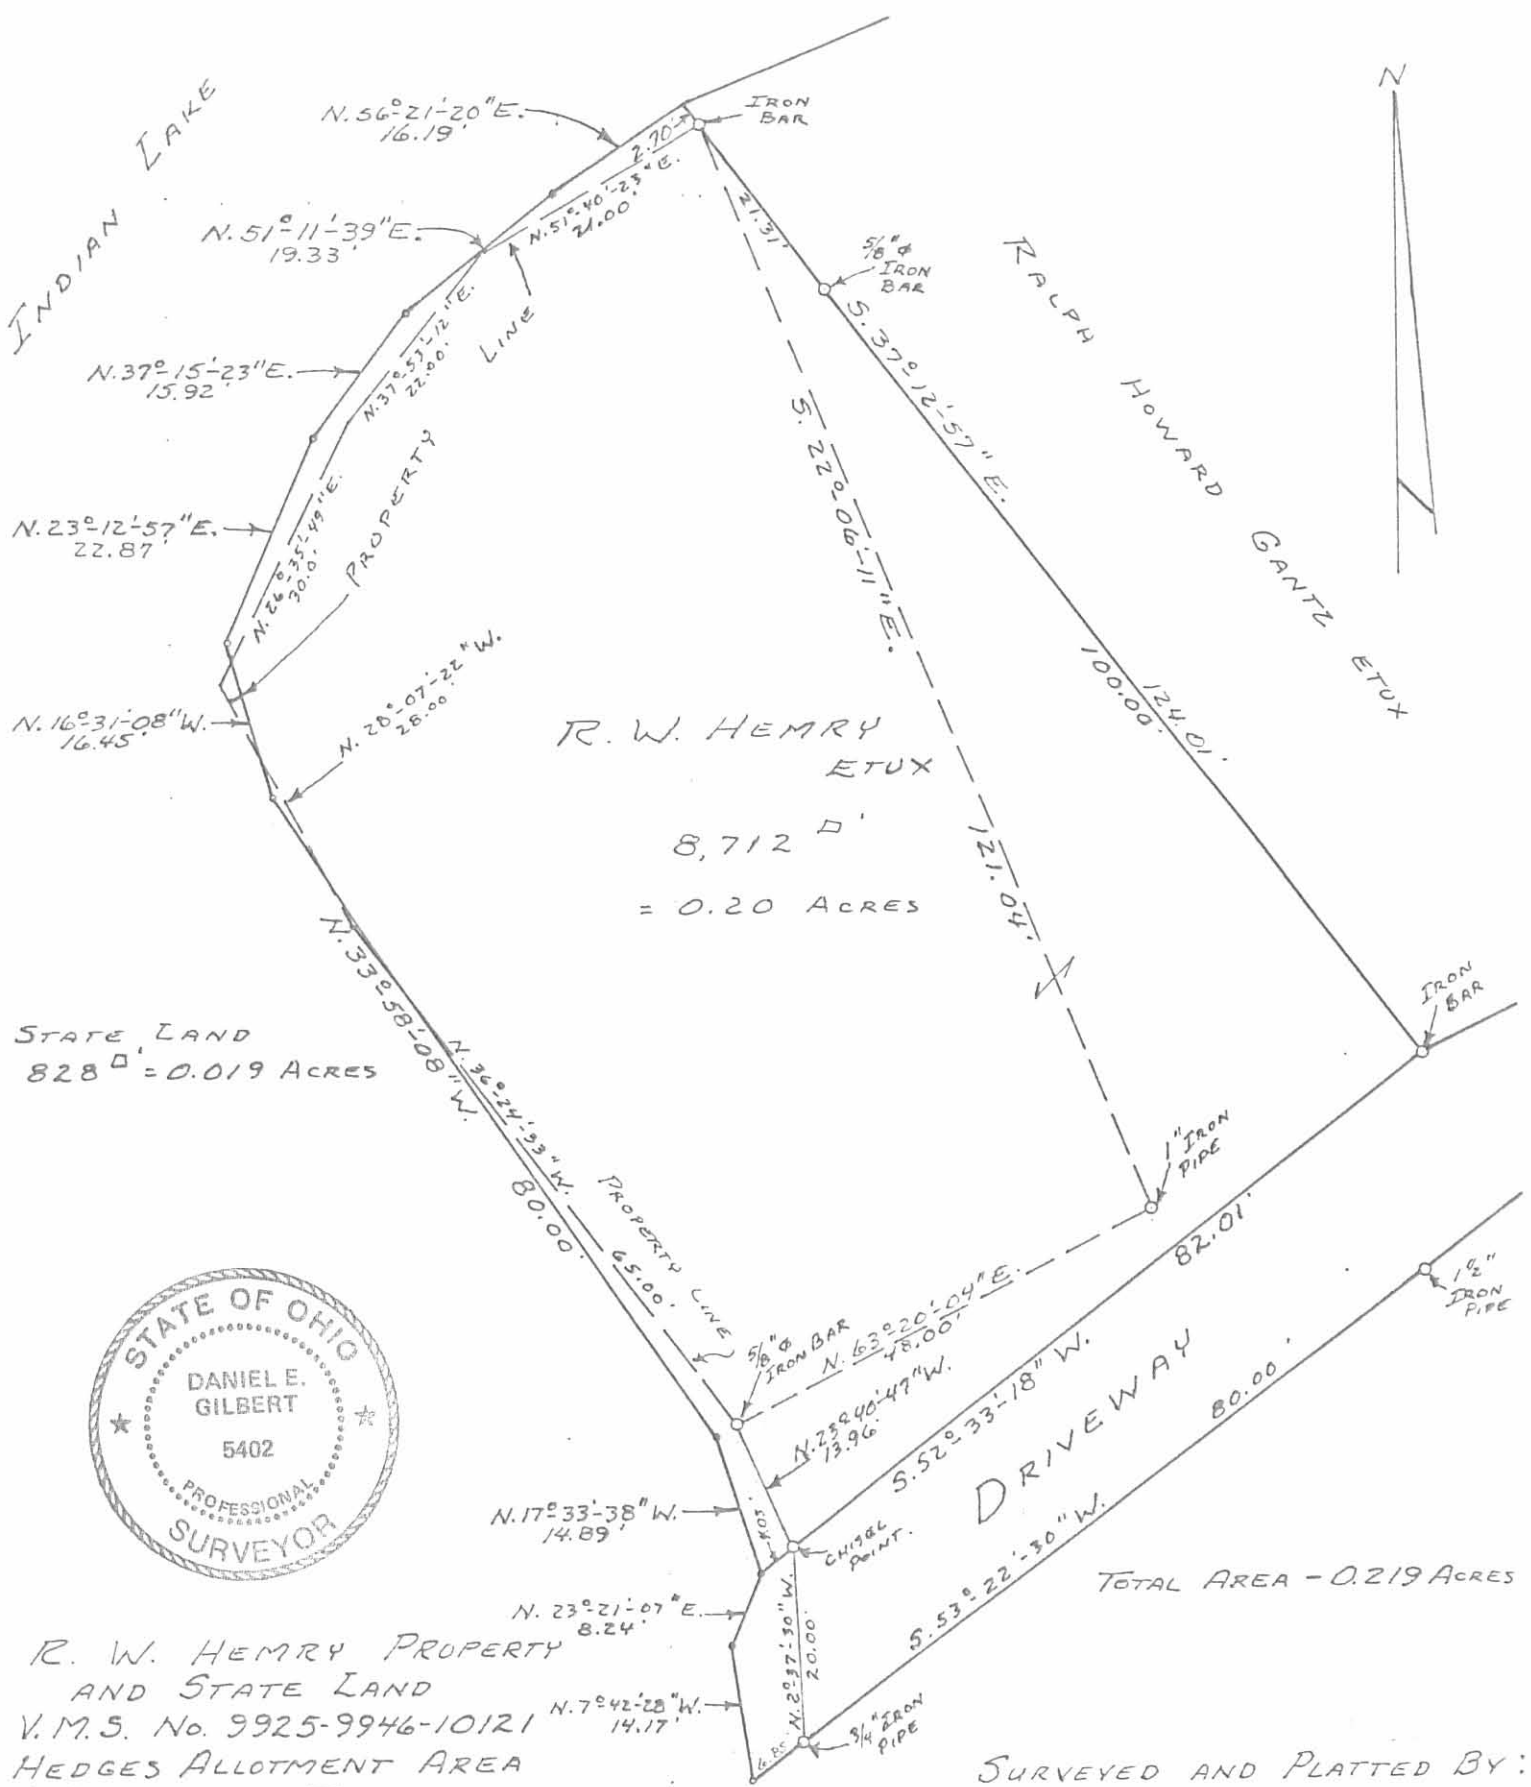 INDIAN LAKE
N
N.56°-21'-20"E.
16.19'
IRON
BAR
2.70'
N.51°-40'-23"E.
21.00'
N.51°-11'-39"E.
19.33'
21.31'
5/8"φ
IRON
BAR
RALPH HOWARD GANTZ ETUX
N.37°-15'-23"E.
15.92'
N.37°-53'-12"E.
22.00'
PROPERTY LINE
S.37°-12'-57"E.
124.01'
100.00'
S.22°-06'-11"E.
121.04'
N.23°-12'-57"E.
22.87'
N.26°-35'-49"E.
30.0'
N.16°-31'-08"W.
16.45'
N.28°-07'-22"W.
28.00'
R. W. HEMRY
ETUX
8,712 □'
= 0.20 ACRES
N.33°-58'-08"W.
80.00'
N.36°-24'-33"W.
65.00'
PROPERTY LINE
STATE LAND
828 □' = 0.019 ACRES
IRON
BAR
1" IRON
PIPE
82.01'
S.52°-33'-18"W.
1½"
IRON
PIPE
5/8"φ
IRON BAR
N.63°-20'-04"E.
48.00'
N.23°40'-47"W.
13.96'
DRIVEWAY
80.00'
S.53°-22'-30"W.
STATE OF OHIO
DANIEL E.
GILBERT
5402
PROFESSIONAL
SURVEYOR
N.17°-33'-38"W.
14.89'
CHISEL
POINT.
TOTAL AREA - 0.219 ACRES
N.23°-21'-07"E.
8.24'
N.2°-37'-30"W.
20.00'
N.7°-42'-28"W.
14.17'
3/4" IRON
PIPE
R. W. HEMRY PROPERTY
AND STATE LAND
V.M.S. No. 9925-9946-10121
HEDGES ALLOTMENT AREA
SURVEYED AND PLATTED BY: